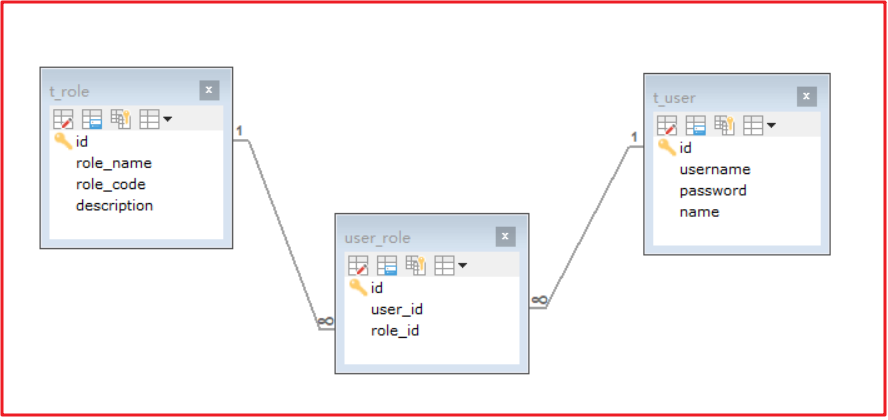 t_role
id
role_name
role_code
description
1
∞
user_role
id
user_id
role_id
∞
1
t_user
id
username
password
name